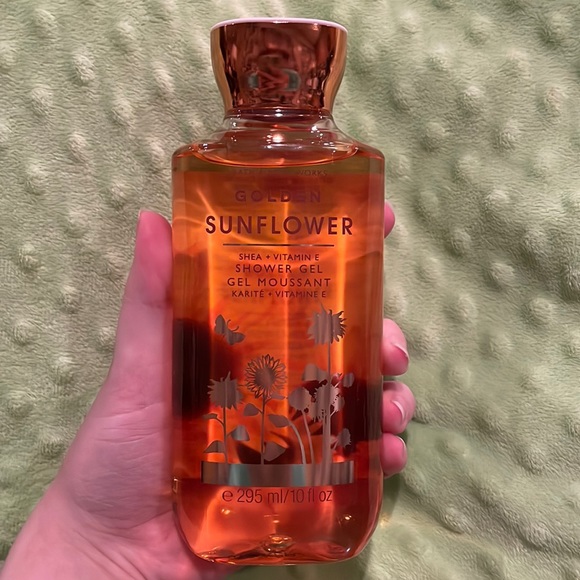 GOLDEN
SUNFLOWER
SHEA + VITAMIN E
SHOWER GEL
GEL MOUSSANT
KARITÉ + VITAMINE E
℮ 295 ml/10 fl oz